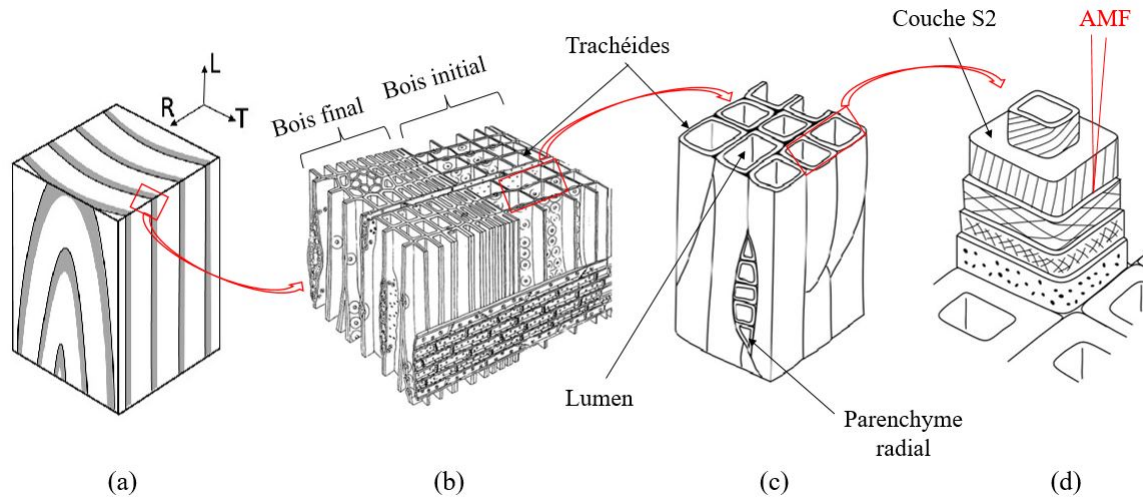 L
R
T
Bois final
Bois initial
Trachéides
Lumen
Parenchyme
radial
Couche S2
AMF
(a)
(b)
(c)
(d)